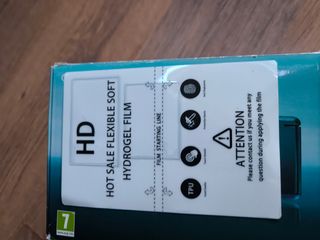 HD
HOT SALE FLEXIBLE SOFT
HYDROGEL FILM
FILM STARTING LINE
TPU
ATTENTION
Please contact us if you meet any
question during applying the film
7